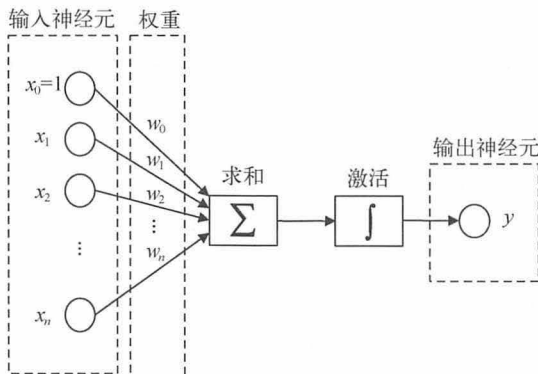 输入神经元
权重
x₀=1
x₁
x₂
...
xₙ
w₀
w₁
w₂
...
wₙ
求和
Σ
激活
∫
输出神经元
y